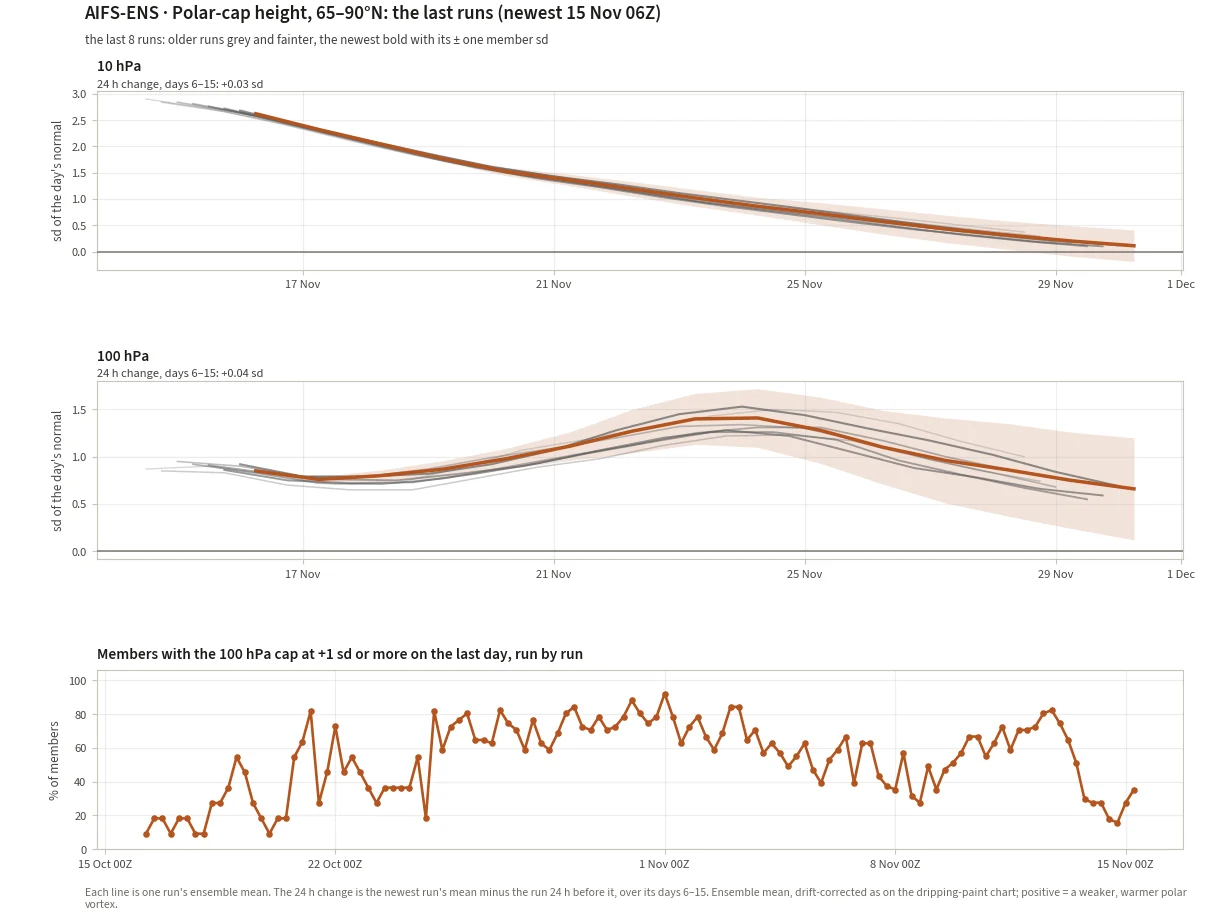 AIFS-ENS · Polar-cap height, 65–90°N: the last runs (newest 15 Nov 06Z)
the last 8 runs: older runs grey and fainter, the newest bold with its ± one member sd
10 hPa
24 h change, days 6–15: +0.03 sd
3.0
2.5
2.0
1.5
1.0
0.5
0.0
sd of the day's normal
17 Nov 21 Nov 25 Nov 29 Nov 1 Dec
100 hPa
24 h change, days 6–15: +0.04 sd
1.5
1.0
0.5
0.0
sd of the day's normal
17 Nov 21 Nov 25 Nov 29 Nov 1 Dec
Members with the 100 hPa cap at +1 sd or more on the last day, run by run
100
80
60
40
20
0
% of members
15 Oct 00Z 22 Oct 00Z 1 Nov 00Z 8 Nov 00Z 15 Nov 00Z
Each line is one run's ensemble mean. The 24 h change is the newest run's mean minus the run 24 h before it, over its days 6–15. Ensemble mean, drift-corrected as on the dripping-paint chart; positive = a weaker, warmer polar
vortex.